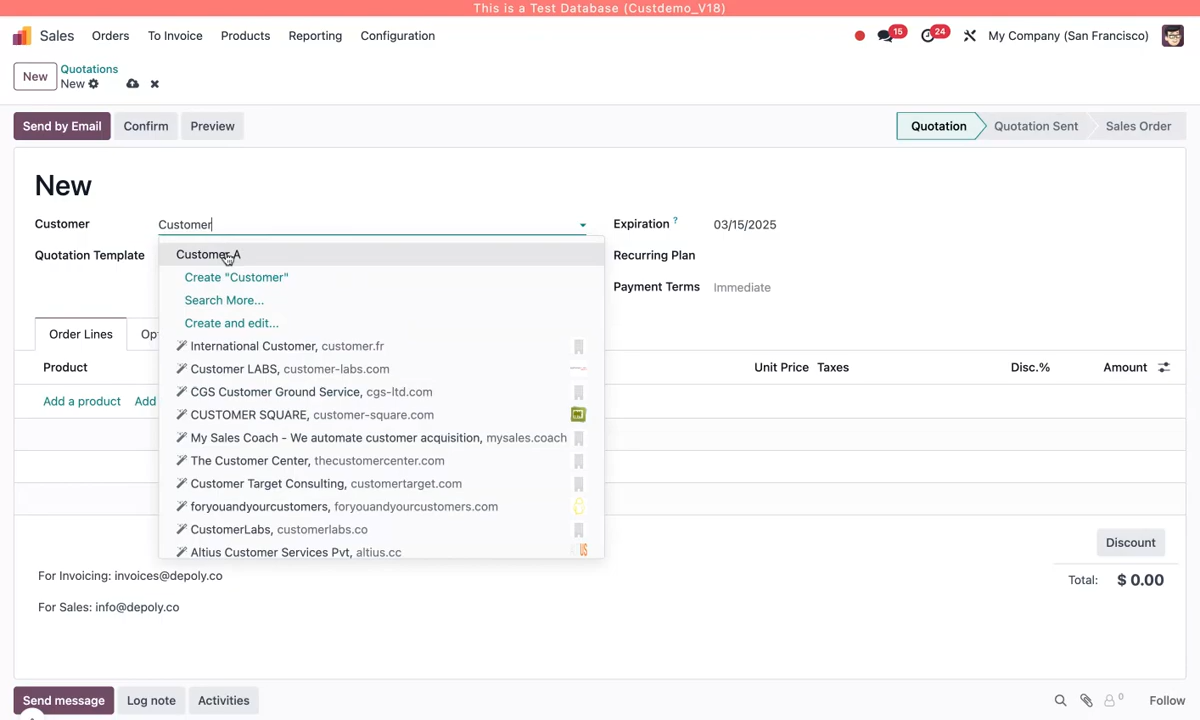 This is a Test Database (Custdemo_V18)
Sales Orders To Invoice Products Reporting Configuration 15 24 My Company (San Francisco)
New Quotations
New
Send by Email Confirm Preview Quotation Quotation Sent Sales Order
New
Customer Customer Expiration ? 03/15/2025
Quotation Template Customer A Recurring Plan
Create "Customer"
Payment Terms Immediate
Search More...
Create and edit...
Order Lines Op
International Customer, customer.fr
Product Customer LABS, customer-labs.com Unit Price Taxes Disc.% Amount
CGS Customer Ground Service, cgs-ltd.com
Add a product Add
CUSTOMER SQUARE, customer-square.com
My Sales Coach - We automate customer acquisition, mysales.coach
The Customer Center, thecustomercenter.com
Customer Target Consulting, customertarget.com
foryouandyourcustomers, foryouandyourcustomers.com
CustomerLabs, customerlabs.co
Altius Customer Services Pvt, altius.cc
Discount
For Invoicing: invoices@depoly.co Total: $ 0.00
For Sales: info@depoly.co
Send message Log note Activities 0 Follow